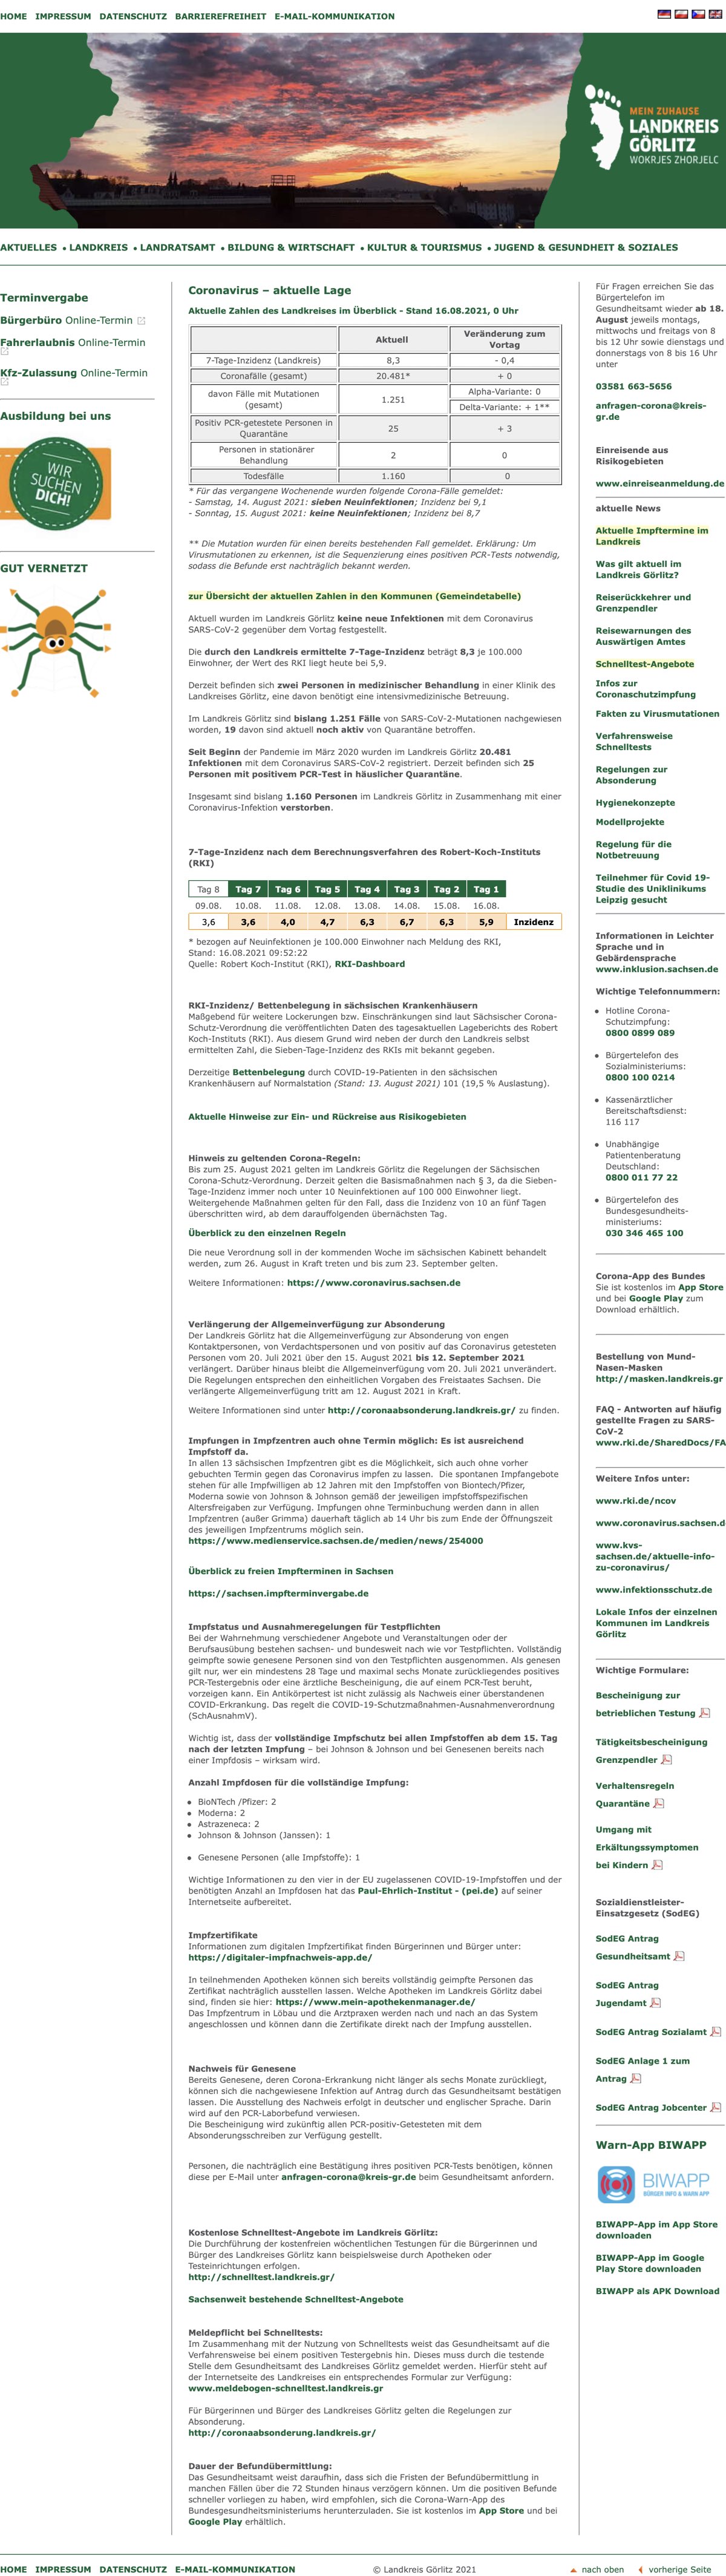 HOME IMPRESSUM DATENSCHUTZ BARRIEREFREIHEIT E-MAIL-KOMMUNIKATION
MEIN ZUHAUSE
LANDKREIS
GÖRLITZ
WOKRJES ZHORJELC
AKTUELLES • LANDKREIS • LANDRATSAMT • BILDUNG & WIRTSCHAFT • KULTUR & TOURISMUS • JUGEND & GESUNDHEIT & SOZIALES
Terminvergabe
Bürgerbüro Online-Termin
Fahrerlaubnis Online-Termin
Kfz-Zulassung Online-Termin
Ausbildung bei uns
WIR
SUCHEN
DICH!
GUT VERNETZT
Coronavirus – aktuelle Lage
Aktuelle Zahlen des Landkreises im Überblick - Stand 16.08.2021, 0 Uhr
Aktuell Veränderung zum
Vortag
7-Tage-Inzidenz (Landkreis) 8,3 - 0,4
Coronafälle (gesamt) 20.481* + 0
davon Fälle mit Mutationen
(gesamt) 1.251 Alpha-Variante: 0
Delta-Variante: + 1**
Positiv PCR-getestete Personen in
Quarantäne 25 + 3
Personen in stationärer
Behandlung 2 0
Todesfälle 1.160 0
* Für das vergangene Wochenende wurden folgende Corona-Fälle gemeldet:
- Samstag, 14. August 2021: sieben Neuinfektionen; Inzidenz bei 9,1
- Sonntag, 15. August 2021: keine Neuinfektionen; Inzidenz bei 8,7
** Die Mutation wurden für einen bereits bestehenden Fall gemeldet. Erklärung: Um
Virusmutationen zu erkennen, ist die Sequenzierung eines positiven PCR-Tests notwendig,
sodass die Befunde erst nachträglich bekannt werden.
zur Übersicht der aktuellen Zahlen in den Kommunen (Gemeindetabelle)
Aktuell wurden im Landkreis Görlitz keine neue Infektionen mit dem Coronavirus
SARS-CoV-2 gegenüber dem Vortag festgestellt.
Die durch den Landkreis ermittelte 7-Tage-Inzidenz beträgt 8,3 je 100.000
Einwohner, der Wert des RKI liegt heute bei 5,9.
Derzeit befinden sich zwei Personen in medizinischer Behandlung in einer Klinik des
Landkreises Görlitz, eine davon benötigt eine intensivmedizinische Betreuung.
Im Landkreis Görlitz sind bislang 1.251 Fälle von SARS-CoV-2-Mutationen nachgewiesen
worden, 19 davon sind aktuell noch aktiv von Quarantäne betroffen.
Seit Beginn der Pandemie im März 2020 wurden im Landkreis Görlitz 20.481
Infektionen mit dem Coronavirus SARS-CoV-2 registriert. Derzeit befinden sich 25
Personen mit positivem PCR-Test in häuslicher Quarantäne.
Insgesamt sind bislang 1.160 Personen im Landkreis Görlitz in Zusammenhang mit einer
Coronavirus-Infektion verstorben.
7-Tage-Inzidenz nach dem Berechnungsverfahren des Robert-Koch-Instituts
(RKI)
Tag 8 Tag 7 Tag 6 Tag 5 Tag 4 Tag 3 Tag 2 Tag 1
09.08. 10.08. 11.08. 12.08. 13.08. 14.08. 15.08. 16.08.
3,6 3,6 4,0 4,7 6,3 6,7 6,3 5,9 Inzidenz
* bezogen auf Neuinfektionen je 100.000 Einwohner nach Meldung des RKI,
Stand: 16.08.2021 09:52:22
Quelle: Robert Koch-Institut (RKI), RKI-Dashboard
RKI-Inzidenz/ Bettenbelegung in sächsischen Krankenhäusern
Maßgebend für weitere Lockerungen bzw. Einschränkungen sind laut Sächsischer Corona-
Schutz-Verordnung die veröffentlichten Daten des tagesaktuellen Lageberichts des Robert
Koch-Instituts (RKI). Aus diesem Grund wird neben der durch den Landkreis selbst
ermittelten Zahl, die Sieben-Tage-Inzidenz des RKIs mit bekannt gegeben.
Derzeitige Bettenbelegung durch COVID-19-Patienten in den sächsischen
Krankenhäusern auf Normalstation (Stand: 13. August 2021) 101 (19,5 % Auslastung).
Aktuelle Hinweise zur Ein- und Rückreise aus Risikogebieten
Hinweis zu geltenden Corona-Regeln:
Bis zum 25. August 2021 gelten im Landkreis Görlitz die Regelungen der Sächsischen
Corona-Schutz-Verordnung. Derzeit gelten die Basismaßnahmen nach § 3, da die Sieben-
Tage-Inzidenz immer noch unter 10 Neuinfektionen auf 100 000 Einwohner liegt.
Weitergehende Maßnahmen gelten für den Fall, dass die Inzidenz von 10 an fünf Tagen
überschritten wird, ab dem darauffolgenden übernächsten Tag.
Überblick zu den einzelnen Regeln
Die neue Verordnung soll in der kommenden Woche im sächsischen Kabinett behandelt
werden, zum 26. August in Kraft treten und bis zum 23. September gelten.
Weitere Informationen: https://www.coronavirus.sachsen.de
Verlängerung der Allgemeinverfügung zur Absonderung
Der Landkreis Görlitz hat die Allgemeinverfügung zur Absonderung von engen
Kontaktpersonen, von Verdachtspersonen und von positiv auf das Coronavirus getesteten
Personen vom 20. Juli 2021 über den 15. August 2021 bis 12. September 2021
verlängert. Darüber hinaus bleibt die Allgemeinverfügung vom 20. Juli 2021 unverändert.
Die Regelungen entsprechen den einheitlichen Vorgaben des Freistaates Sachsen. Die
verlängerte Allgemeinverfügung tritt am 12. August 2021 in Kraft.
Weitere Informationen sind unter http://coronaabsonderung.landkreis.gr/ zu finden.
Impfungen in Impfzentren auch ohne Termin möglich: Es ist ausreichend
Impfstoff da.
In allen 13 sächsischen Impfzentren gibt es die Möglichkeit, sich auch ohne vorher
gebuchten Termin gegen das Coronavirus impfen zu lassen. Die spontanen Impfangebote
stehen für alle Impfwilligen ab 12 Jahren mit den Impfstoffen von Biontech/Pfizer,
Moderna sowie von Johnson & Johnson gemäß der jeweiligen impfstoffspezifischen
Altersfreigaben zur Verfügung. Impfungen ohne Terminbuchung werden dann in allen
Impfzentren (außer Grimma) dauerhaft täglich ab 14 Uhr bis zum Ende der Öffnungszeit
des jeweiligen Impfzentrums möglich sein.
https://www.medienservice.sachsen.de/medien/news/254000
Überblick zu freien Impfterminen in Sachsen
https://sachsen.impfterminvergabe.de
Impfstatus und Ausnahmeregelungen für Testpflichten
Bei der Wahrnehmung verschiedener Angebote und Veranstaltungen oder der
Berufsausübung bestehen sachsen- und bundesweit nach wie vor Testpflichten. Vollständig
geimpfte sowie genesene Personen sind von den Testpflichten ausgenommen. Als genesen
gilt nur, wer ein mindestens 28 Tage und maximal sechs Monate zurückliegendes positives
PCR-Testergebnis oder eine ärztliche Bescheinigung, die auf einem PCR-Test beruht,
vorzeigen kann. Ein Antikörpertest ist nicht zulässig als Nachweis einer überstandenen
COVID-Erkrankung. Das regelt die COVID-19-Schutzmaßnahmen-Ausnahmenverordnung
(SchAusnahmV).
Wichtig ist, dass der vollständige Impfschutz bei allen Impfstoffen ab dem 15. Tag
nach der letzten Impfung – bei Johnson & Johnson und bei Genesenen bereits nach
einer Impfdosis – wirksam wird.
Anzahl Impfdosen für die vollständige Impfung:
• BioNTech /Pfizer: 2
• Moderna: 2
• Astrazeneca: 2
• Johnson & Johnson (Janssen): 1
• Genesene Personen (alle Impfstoffe): 1
Wichtige Informationen zu den vier in der EU zugelassenen COVID-19-Impfstoffen und der
benötigten Anzahl an Impfdosen hat das Paul-Ehrlich-Institut - (pei.de) auf seiner
Internetseite aufbereitet.
Impfzertifikate
Informationen zum digitalen Impfzertifikat finden Bürgerinnen und Bürger unter:
https://digitaler-impfnachweis-app.de/
In teilnehmenden Apotheken können sich bereits vollständig geimpfte Personen das
Zertifikat nachträglich ausstellen lassen. Welche Apotheken im Landkreis Görlitz dabei
sind, finden sie hier: https://www.mein-apothekenmanager.de/
Das Impfzentrum in Löbau und die Arztpraxen werden nach und nach an das System
angeschlossen und können dann die Zertifikate direkt nach der Impfung ausstellen.
Nachweis für Genesene
Bereits Genesene, deren Corona-Erkrankung nicht länger als sechs Monate zurückliegt,
können sich die nachgewiesene Infektion auf Antrag durch das Gesundheitsamt bestätigen
lassen. Die Ausstellung des Nachweis erfolgt in deutscher und englischer Sprache. Darin
wird auf den PCR-Laborbefund verwiesen.
Die Bescheinigung wird zukünftig allen PCR-positiv-Getesteten mit dem
Absonderungsschreiben zur Verfügung gestellt.
Personen, die nachträglich eine Bestätigung ihres positiven PCR-Tests benötigen, können
diese per E-Mail unter anfragen-corona@kreis-gr.de beim Gesundheitsamt anfordern.
Kostenlose Schnelltest-Angebote im Landkreis Görlitz:
Die Durchführung der kostenfreien wöchentlichen Testungen für die Bürgerinnen und
Bürger des Landkreises Görlitz kann beispielsweise durch Apotheken oder
Testeinrichtungen erfolgen.
http://schnelltest.landkreis.gr/
Sachsenweit bestehende Schnelltest-Angebote
Meldepflicht bei Schnelltests:
Im Zusammenhang mit der Nutzung von Schnelltests weist das Gesundheitsamt auf die
Verfahrensweise bei einem positiven Testergebnis hin. Dieses muss durch die testende
Stelle dem Gesundheitsamt des Landkreises Görlitz gemeldet werden. Hierfür steht auf
der Internetseite des Landkreises ein entsprechendes Formular zur Verfügung:
www.meldebogen-schnelltest.landkreis.gr
Für Bürgerinnen und Bürger des Landkreises Görlitz gelten die Regelungen zur
Absonderung.
http://coronaabsonderung.landkreis.gr/
Dauer der Befundübermittlung:
Das Gesundheitsamt weist daraufhin, dass sich die Fristen der Befundübermittlung in
manchen Fällen über die 72 Stunden hinaus verzögern können. Um die positiven Befunde
schneller vorliegen zu haben, wird empfohlen, sich die Corona-Warn-App des
Bundesgesundheitsministeriums herunterzuladen. Sie ist kostenlos im App Store und bei
Google Play erhältlich.
Für Fragen erreichen Sie das
Bürgertelefon im
Gesundheitsamt wieder ab 18.
August jeweils montags,
mittwochs und freitags von 8
bis 12 Uhr sowie dienstags und
donnerstags von 8 bis 16 Uhr
unter
03581 663-5656
anfragen-corona@kreis-
gr.de
Einreisende aus
Risikogebieten
www.einreiseanmeldung.de
aktuelle News
Aktuelle Impftermine im
Landkreis
Was gilt aktuell im
Landkreis Görlitz?
Reiserückkehrer und
Grenzpendler
Reisewarnungen des
Auswärtigen Amtes
Schnelltest-Angebote
Infos zur
Coronaschutzimpfung
Fakten zu Virusmutationen
Verfahrensweise
Schnelltests
Regelungen zur
Absonderung
Hygienekonzepte
Modellprojekte
Regelung für die
Notbetreuung
Teilnehmer für Covid 19-
Studie des Uniklinikums
Leipzig gesucht
Informationen in Leichter
Sprache und in
Gebärdensprache
www.inklusion.sachsen.de
Wichtige Telefonnummern:
• Hotline Corona-
Schutzimpfung:
0800 0899 089
• Bürgertelefon des
Sozialministeriums:
0800 100 0214
• Kassenärztlicher
Bereitschaftsdienst:
116 117
• Unabhängige
Patientenberatung
Deutschland:
0800 011 77 22
• Bürgertelefon des
Bundesgesundheits-
ministeriums:
030 346 465 100
Corona-App des Bundes
Sie ist kostenlos im App Store
und bei Google Play zum
Download erhältlich.
Bestellung von Mund-
Nasen-Masken
http://masken.landkreis.gr
FAQ - Antworten auf häufig
gestellte Fragen zu SARS-
CoV-2
www.rki.de/SharedDocs/FA
Weitere Infos unter:
www.rki.de/ncov
www.coronavirus.sachsen.d
www.kvs-
sachsen.de/aktuelle-info-
zu-coronavirus/
www.infektionsschutz.de
Lokale Infos der einzelnen
Kommunen im Landkreis
Görlitz
Wichtige Formulare:
Bescheinigung zur
betrieblichen Testung
Tätigkeitsbescheinigung
Grenzpendler
Verhaltensregeln
Quarantäne
Umgang mit
Erkältungssymptomen
bei Kindern
Sozialdienstleister-
Einsatzgesetz (SodEG)
SodEG Antrag
Gesundheitsamt
SodEG Antrag
Jugendamt
SodEG Antrag Sozialamt
SodEG Anlage 1 zum
Antrag
SodEG Antrag Jobcenter
Warn-App BIWAPP
BIWAPP
BÜRGER INFO & WARN APP
BIWAPP-App im App Store
downloaden
BIWAPP-App im Google
Play Store downloaden
BIWAPP als APK Download
HOME IMPRESSUM DATENSCHUTZ E-MAIL-KOMMUNIKATION © Landkreis Görlitz 2021 nach oben vorherige Seite